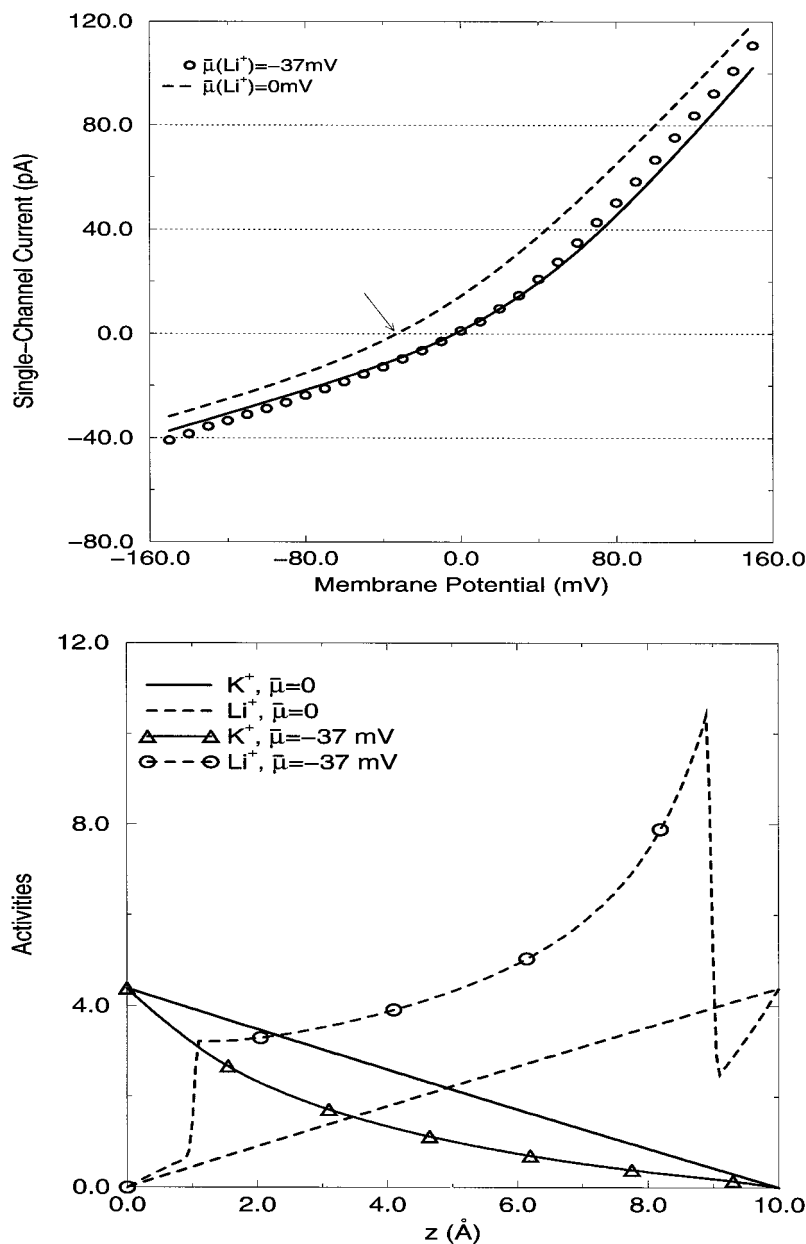 120.0
80.0
40.0
0.0
−40.0
−80.0
Single−Channel Current (pA)
μ̄(Li⁺)=−37mV
μ̄(Li⁺)=0mV
−160.0 −80.0 0.0 80.0 160.0
Membrane Potential (mV)
12.0
8.0
4.0
0.0
Activities
K⁺, μ̄=0
Li⁺, μ̄=0
K⁺, μ̄=−37 mV
Li⁺, μ̄=−37 mV
0.0 2.0 4.0 6.0 8.0 10.0
z (Å)